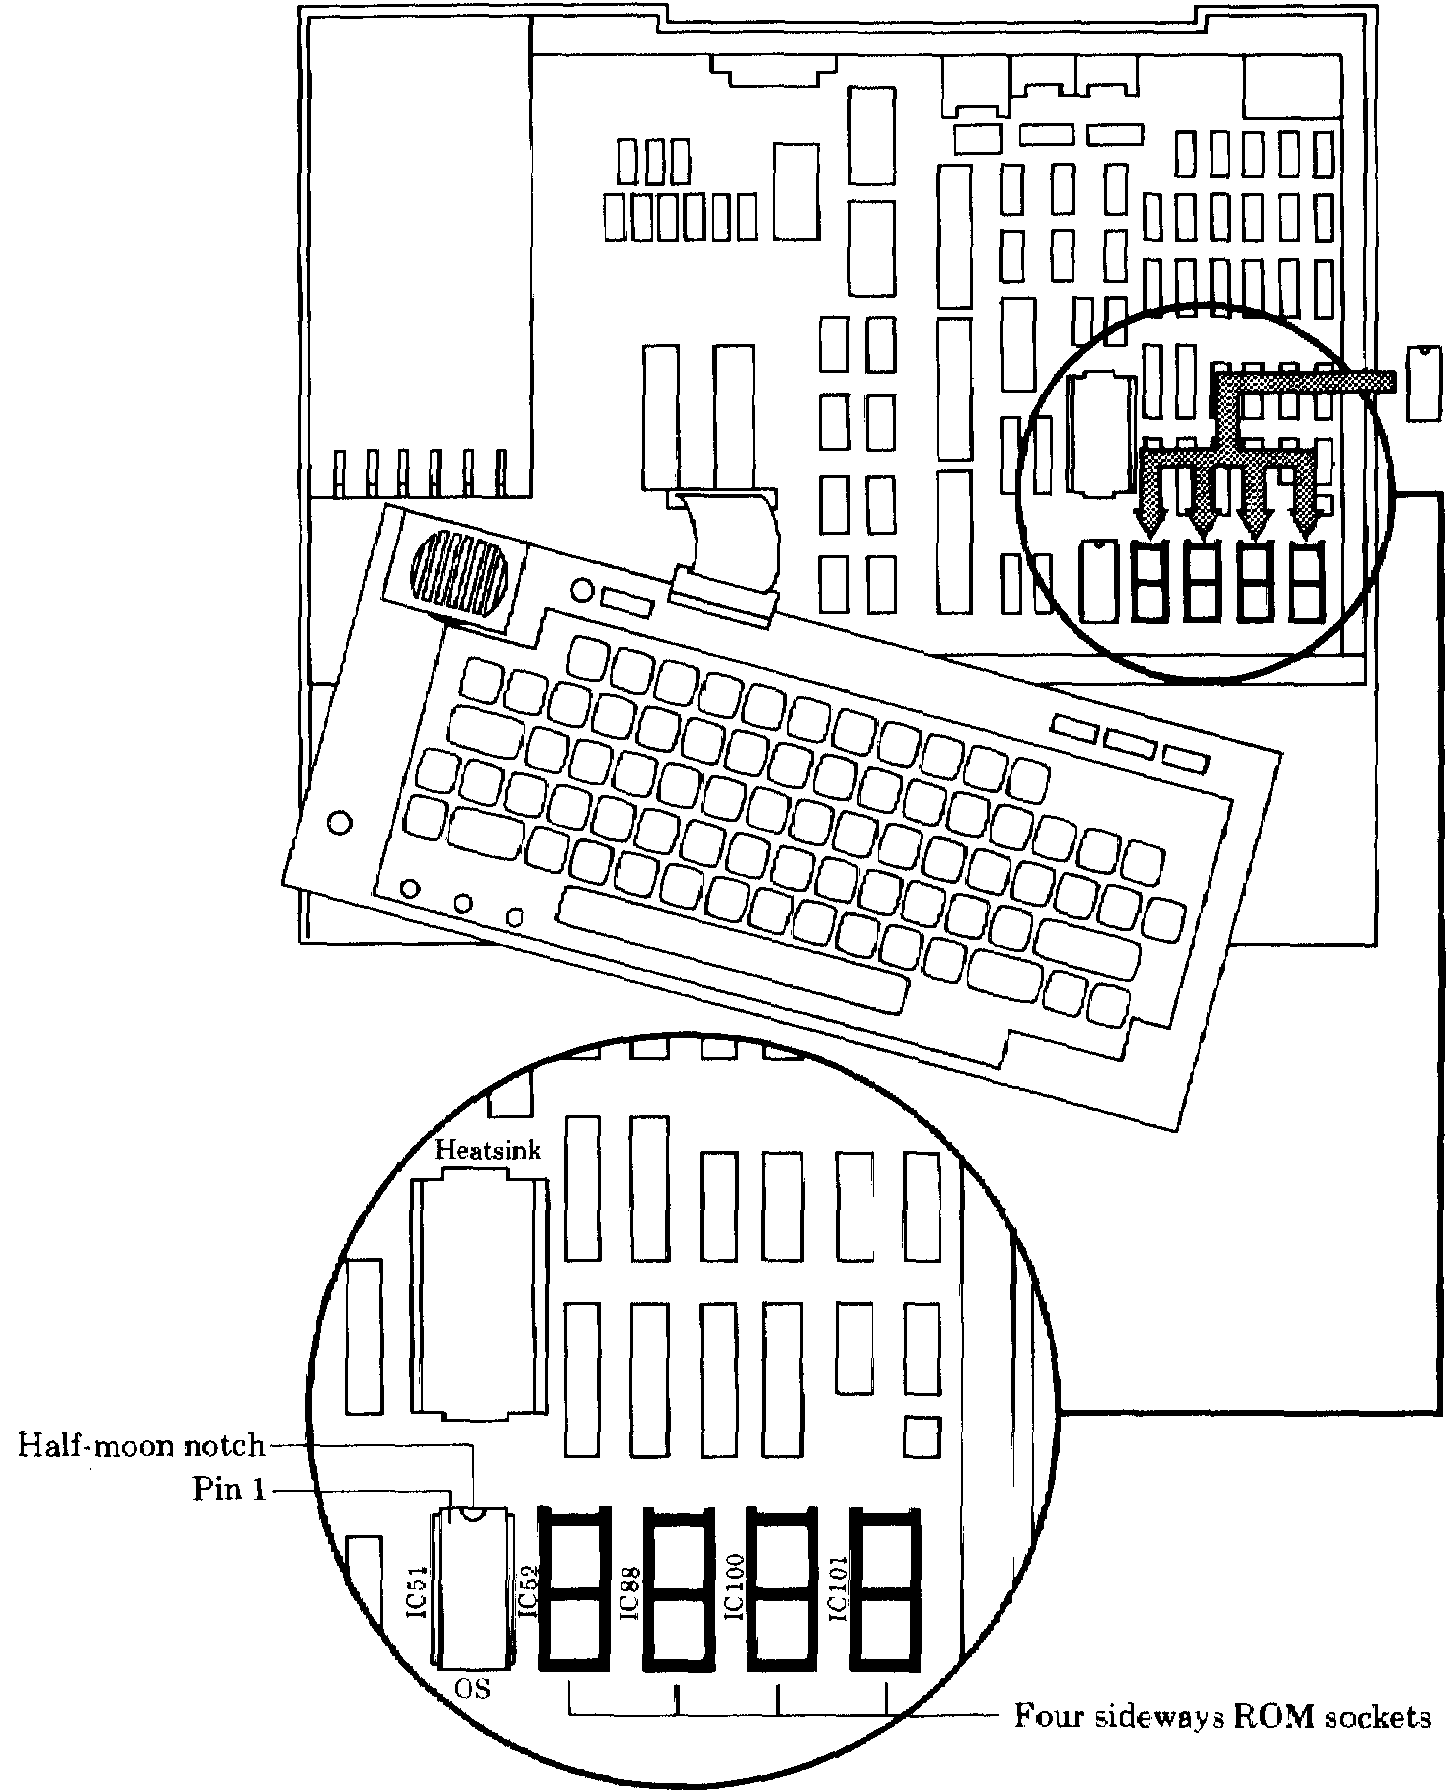 Heatsink
Half-moon notch
Pin 1
IC51
IC52
IC88
IC100
IC101
OS
Four sideways ROM sockets